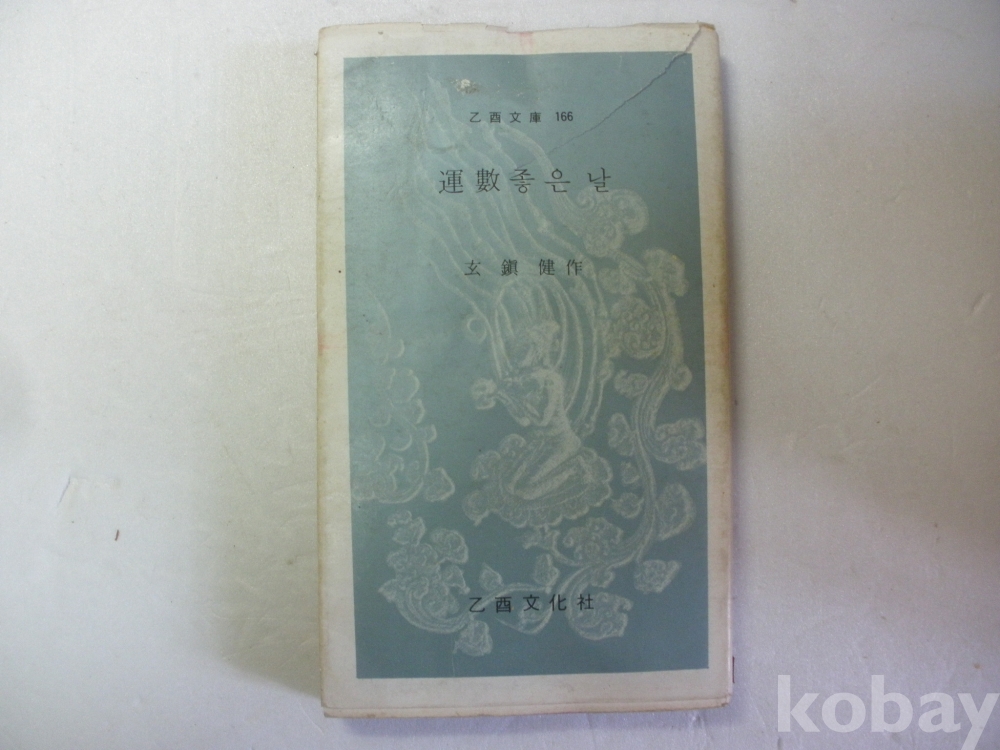 乙酉文庫 166
運數좋은날
玄鎭健作
乙酉文化社
kobay